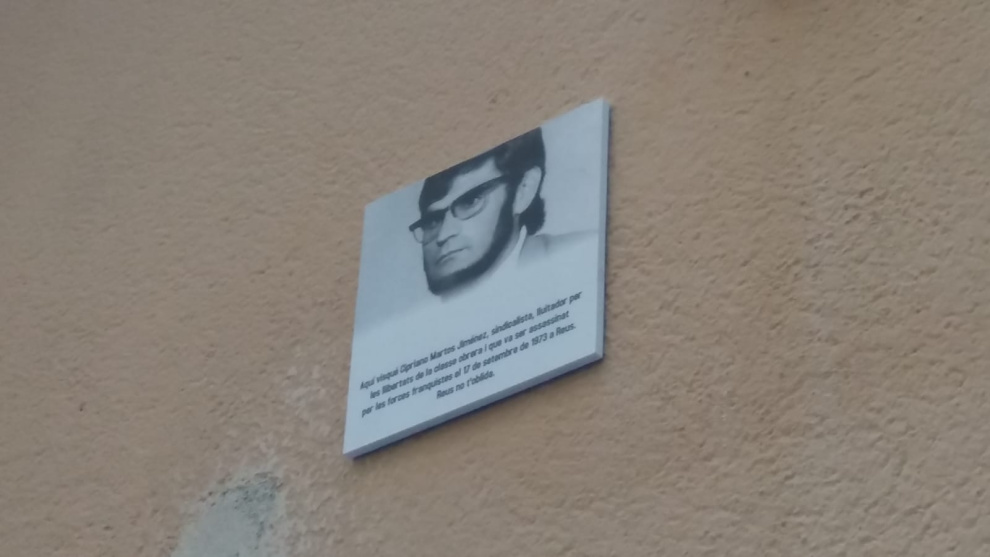 Aquí visqué Cipriano Martos Jiménez, sindicalista, lluitador per
les llibertats de la classe obrera i que va ser assassinat
per les forces franquistes el 17 de setembre de 1973 a Reus.
Reus no t'oblida.